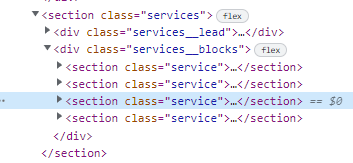 </div>
<section class="services"> flex
<div class="services__lead">…</div>
<div class="services__blocks"> flex
<section class="service">…</section>
<section class="service">…</section>
<section class="service">…</section> == $0
<section class="service">…</section>
</div>
</section>